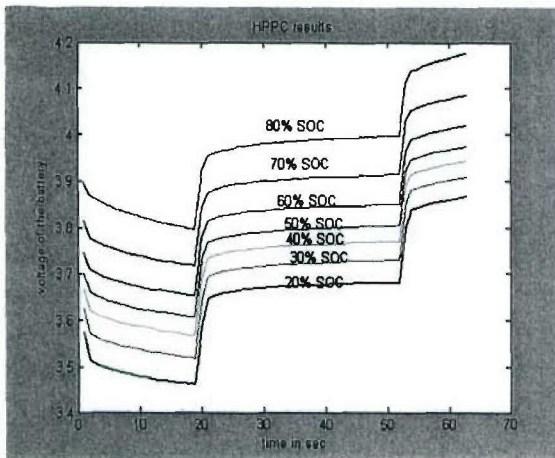 HPPC results
4.2
4.1
4
3.9
3.8
3.7
3.6
3.5
3.4
voltage of the battery
80% SOC
70% SOC
60% SOC
50% SOC
40% SOC
30% SOC
20% SOC
0
10
20
30
40
50
60
70
time in sec